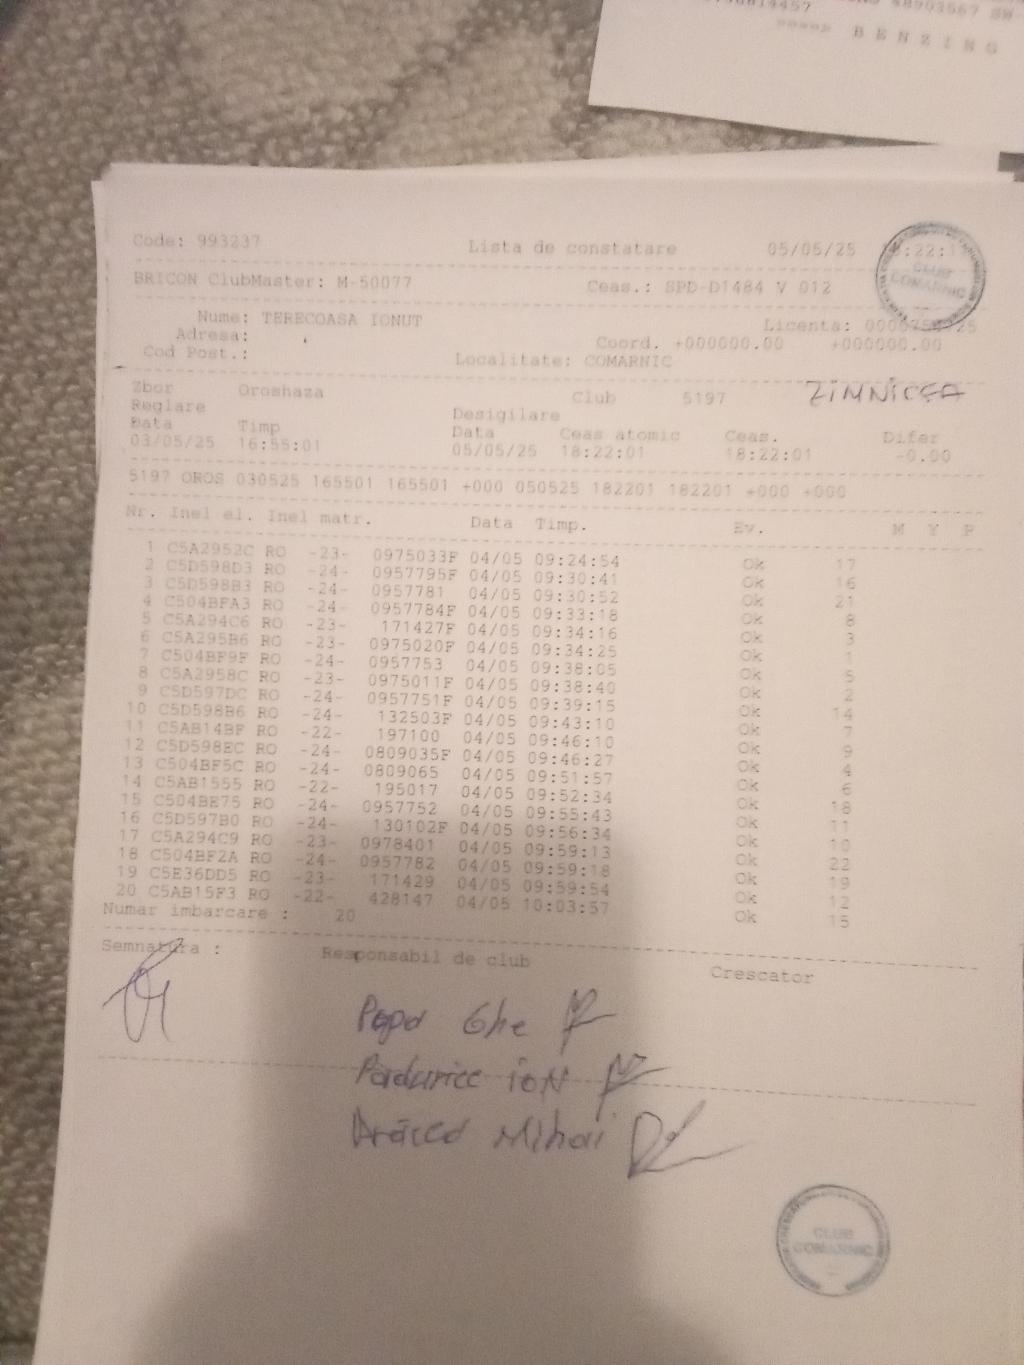 48903567 SW
14457
BENZING
Code: 993237 Lista de constatare 05/05/25
BRICON ClubMaster: M-50077 Ceas.: SPD-D1484 V 012
CLUB
COMARNIC
Nume: TERECOASA IONUT Licenta:
Adresa: Coord. +000000.00 +000000.00
Cod Post.: Localitate: COMARNIC
Zbor Oroshaza Club 5197 ZIMNICEA
Reglare Desigilare
Data Timp Data Ceas atomic Ceas. Difer
03/05/25 16:55:01 05/05/25 18:22:01 18:22:01 -0.00
5197 OROS 030525 165501 165501 +000 050525 182201 182201 +000 +000
Nr. Inel el. Inel matr. Data Timp. Ev. M Y P
1 C5A2952C RO -23- 0975033F 04/05 09:24:54 Ok 17
2 C5D598D3 RO -24- 0957795F 04/05 09:30:41 Ok 16
3 C5D598B3 RO -24- 0957781 04/05 09:30:52 Ok 21
4 C504BFA3 RO -24- 0957784F 04/05 09:33:18 Ok 8
5 C5A294C6 RO -23- 171427F 04/05 09:34:16 Ok 3
6 C5A295B6 RO -23- 0975020F 04/05 09:34:25 Ok 1
7 C504BF9F RO -24- 0957753 04/05 09:38:05 Ok 5
8 C5A2958C RO -23- 0975011F 04/05 09:38:40 Ok 2
9 C5D597DC RO -24- 0957751F 04/05 09:39:15 Ok 14
10 C5D598B6 RO -24- 132503F 04/05 09:43:10 Ok 7
11 C5AB14BF RO -22- 197100 04/05 09:46:10 Ok 9
12 C5D598EC RO -24- 0809035F 04/05 09:46:27 Ok 4
13 C504BF5C RO -24- 0809065 04/05 09:51:57 Ok 6
14 C5AB1555 RO -22- 195017 04/05 09:52:34 Ok 18
15 C504BE75 RO -24- 0957752 04/05 09:55:43 Ok 11
16 C5D597B0 RO -24- 130102F 04/05 09:56:34 Ok 10
17 C5A294C9 RO -23- 0978401 04/05 09:59:13 Ok 22
18 C504BF2A RO -24- 0957782 04/05 09:59:18 Ok 19
19 C5E36DD5 RO -23- 171429 04/05 09:59:54 Ok 12
20 C5AB15F3 RO -22- 428147 04/05 10:03:57 Ok 15
Numar imbarcare : 20
Semnatura : Responsabil de club Crescator
Popa Ghe
ioN
Mihai
CLUB
COMARNIC